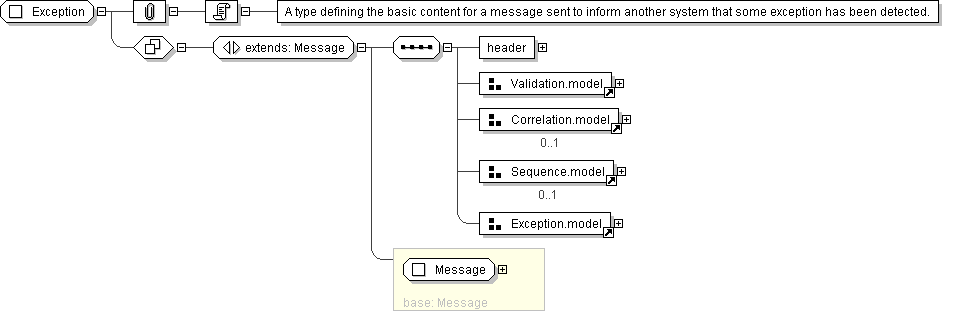 Exception
A type defining the basic content for a message sent to inform another system that some exception has been detected.
extends: Message
header
Validation.model
Correlation.model
0..1
Sequence.model
0..1
Exception.model
Message
base: Message